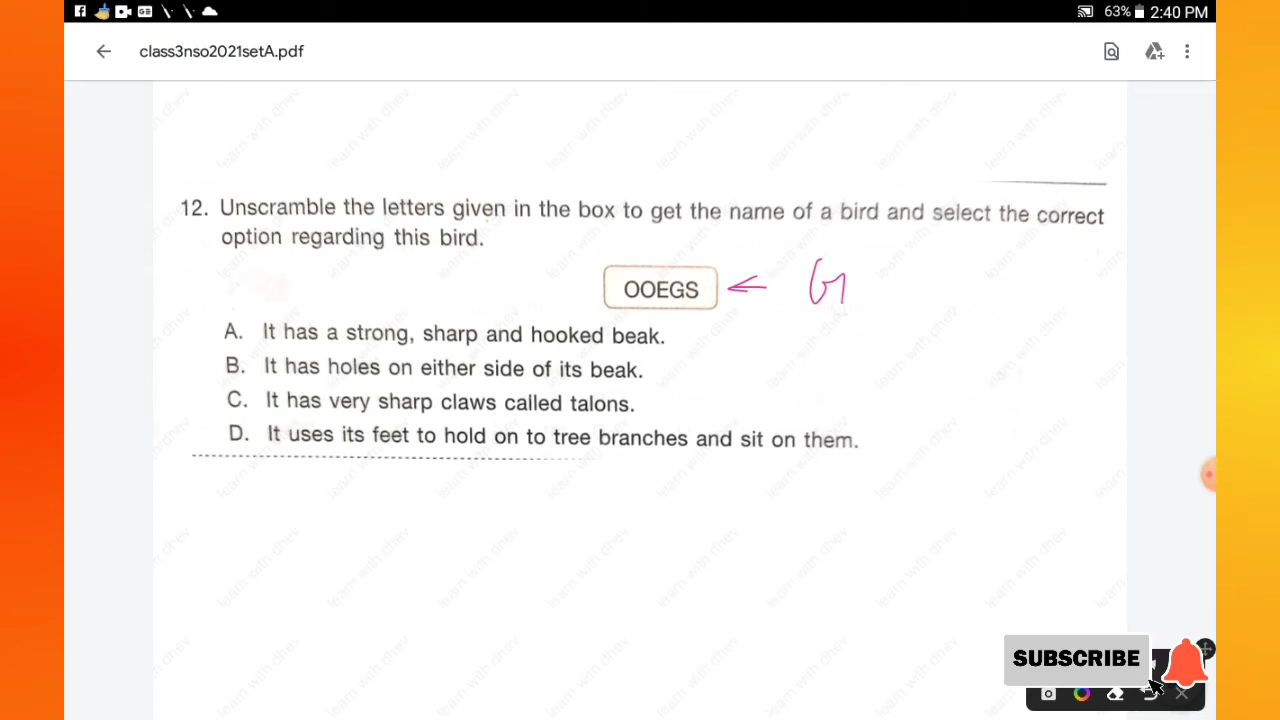 63% 2:40 PM
class3nso2021setA.pdf
12. Unscramble the letters given in the box to get the name of a bird and select the correct
option regarding this bird.
OOEGS ← G
A. It has a strong, sharp and hooked beak.
B. It has holes on either side of its beak.
C. It has very sharp claws called talons.
D. It uses its feet to hold on to tree branches and sit on them.
learn with dhev
SUBSCRIBE